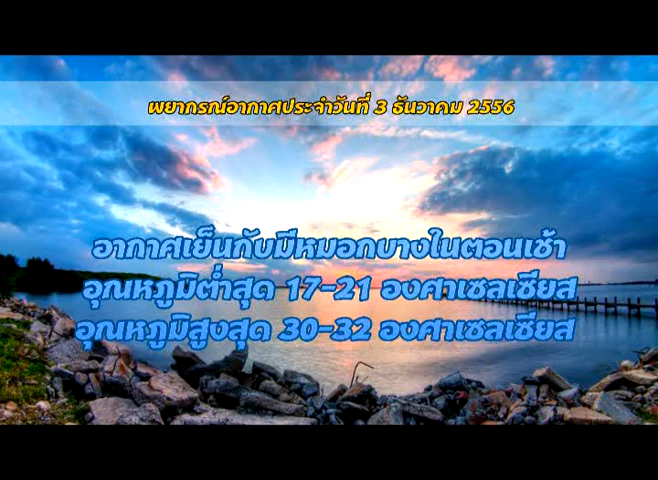 พยากรณ์อากาศประจำวันที่ 3 ธันวาคม 2556
อากาศเย็นกับมีหมอกบางในตอนเช้า
อุณหภูมิต่ำสุด 17-21 องศาเซลเซียส
อุณหภูมิสูงสุด 30-32 องศาเซลเซียส